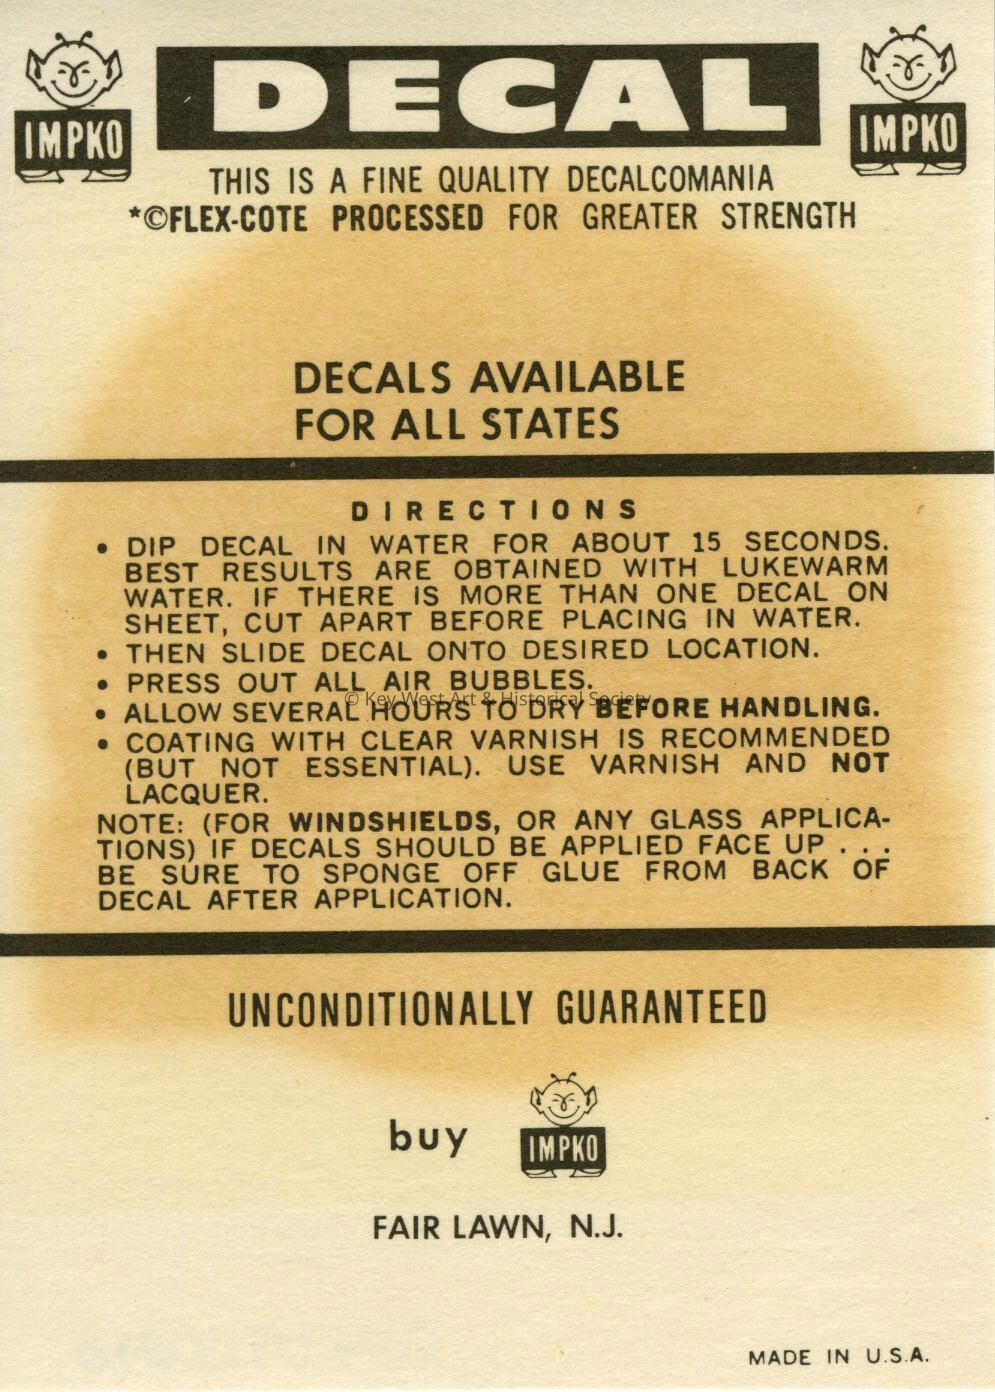 IMPKO DECAL IMPKO
THIS IS A FINE QUALITY DECALCOMANIA
*©FLEX-COTE PROCESSED FOR GREATER STRENGTH
DECALS AVAILABLE
FOR ALL STATES
DIRECTIONS
• DIP DECAL IN WATER FOR ABOUT 15 SECONDS.
BEST RESULTS ARE OBTAINED WITH LUKEWARM
WATER. IF THERE IS MORE THAN ONE DECAL ON
SHEET, CUT APART BEFORE PLACING IN WATER.
• THEN SLIDE DECAL ONTO DESIRED LOCATION.
• PRESS OUT ALL AIR BUBBLES.
© Key West Art & Historical Society
• ALLOW SEVERAL HOURS TO DRY BEFORE HANDLING.
• COATING WITH CLEAR VARNISH IS RECOMMENDED
(BUT NOT ESSENTIAL). USE VARNISH AND NOT
LACQUER.
NOTE: (FOR WINDSHIELDS, OR ANY GLASS APPLICA-
TIONS) IF DECALS SHOULD BE APPLIED FACE UP . . .
BE SURE TO SPONGE OFF GLUE FROM BACK OF
DECAL AFTER APPLICATION.
UNCONDITIONALLY GUARANTEED
buy IMPKO
FAIR LAWN, N.J.
MADE IN U.S.A.